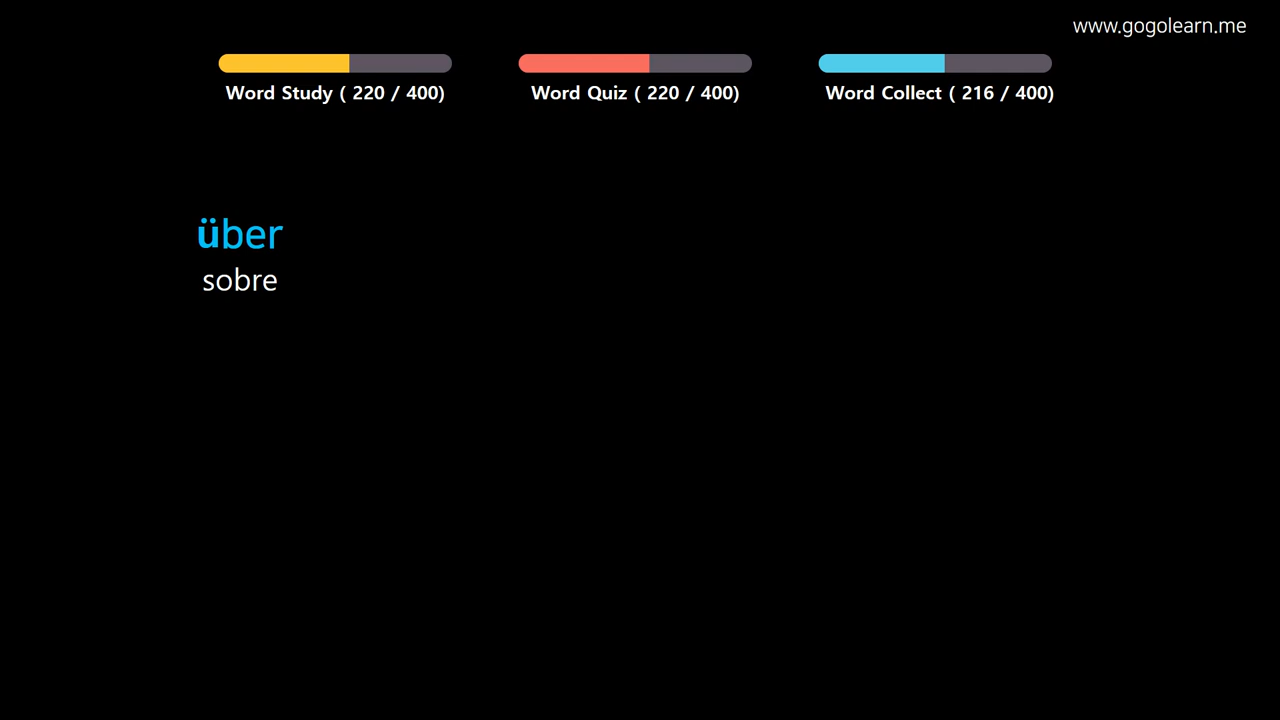 www.gogolearn.me
Word Study ( 220 / 400)
Word Quiz ( 220 / 400)
Word Collect ( 216 / 400)
über
sobre